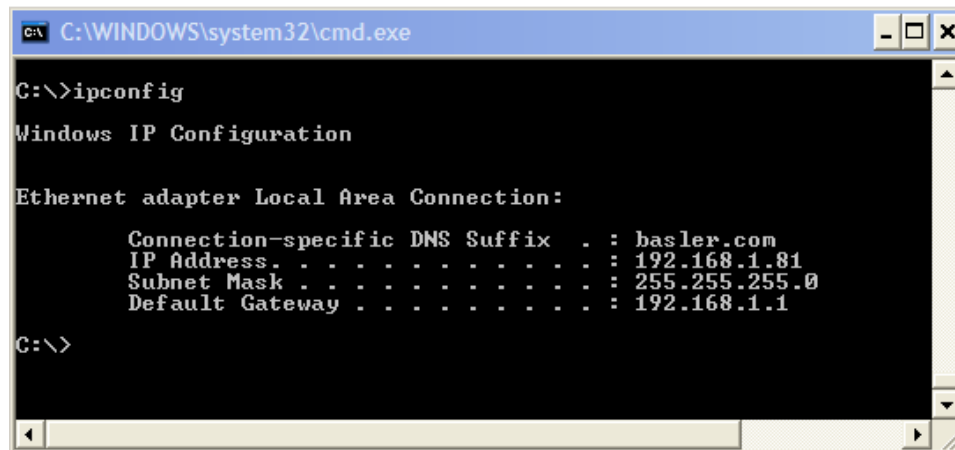 C:\WINDOWS\system32\cmd.exe
C:\>ipconfig
Windows IP Configuration
Ethernet adapter Local Area Connection:
Connection-specific DNS Suffix . : basler.com
IP Address. . . . . . . . . . . . : 192.168.1.81
Subnet Mask . . . . . . . . . . . : 255.255.255.0
Default Gateway . . . . . . . . . : 192.168.1.1
C:\>